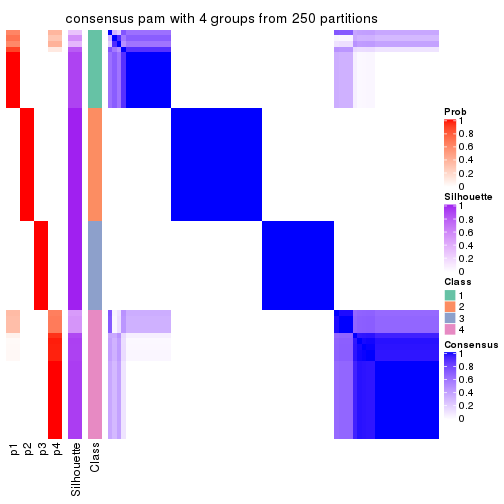 consensus pam with 4 groups from 250 partitions
Prob
1
0.8
0.6
0.4
0.2
0
Silhouette
1
0.8
0.6
0.4
0.2
0
Class
1
2
3
4
Consensus
1
0.8
0.6
0.4
0.2
0
p1
p2
p3
p4
Silhouette
Class